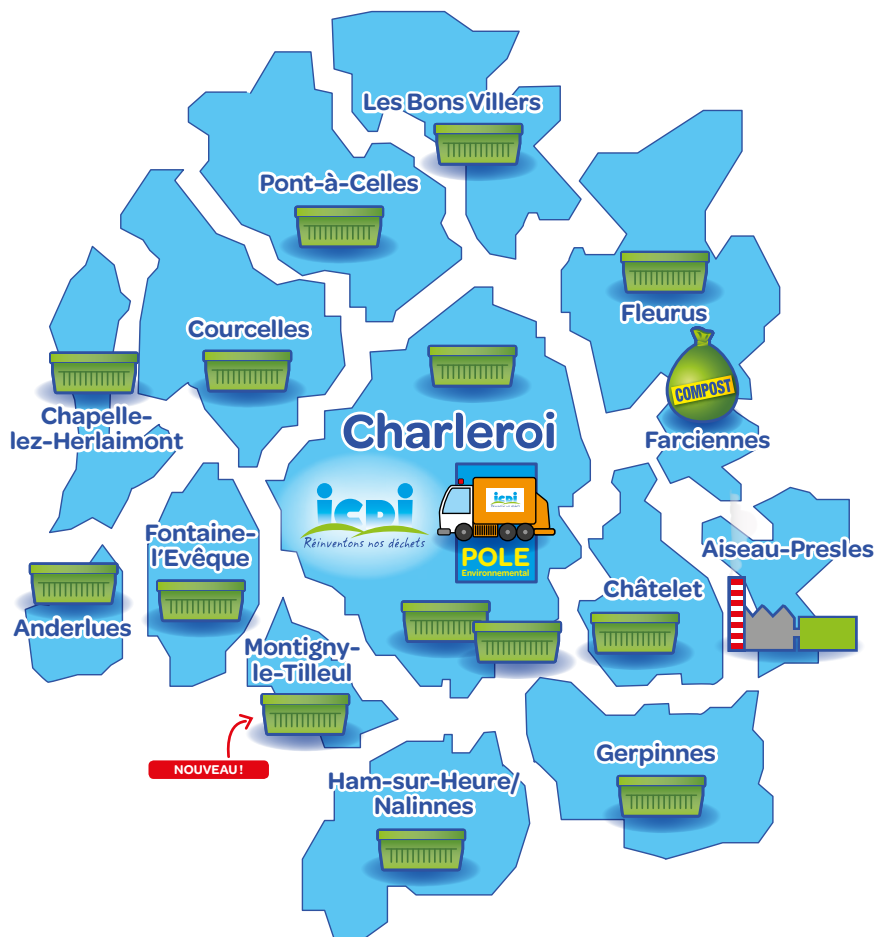 Les Bons Villers
Pont-à-Celles
Fleurus
Courcelles
COMPOST
Chapelle-
lez-Herlaimont
Charleroi
Farciennes
icDi
Réinventons nos déchets
icDi
POLE
Environnemental
Fontaine-
l'Evêque
Aiseau-Presles
Châtelet
Anderlues
Montigny-
le-Tilleul
NOUVEAU !
Gerpinnes
Ham-sur-Heure/
Nalinnes